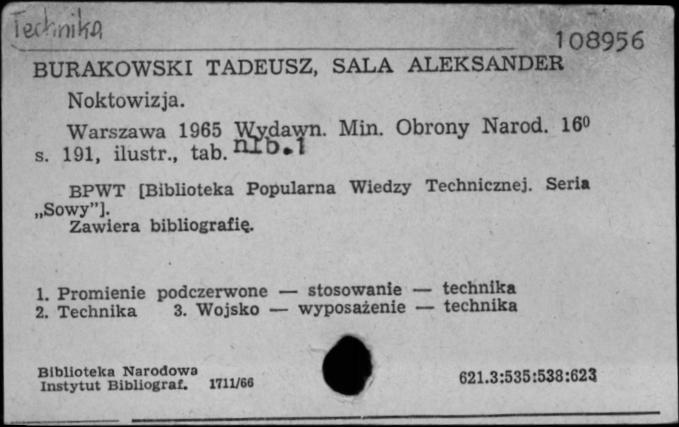 Technika
108956
BURAKOWSKI TADEUSZ, SALA ALEKSANDER
Noktowizja.
Warszawa 1965 Wydawn. Min. Obrony Narod. 16⁰
s. 191, ilustr., tab. nlb.1
BPWT [Biblioteka Popularna Wiedzy Technicznej. Seria
„Sowy”].
Zawiera bibliografię.
1. Promienie podczerwone — stosowanie — technika
2. Technika 3. Wojsko — wyposażenie — technika
Biblioteka Narodowa
Instytut Bibliograf. 1711/66
621.3:535:538:623